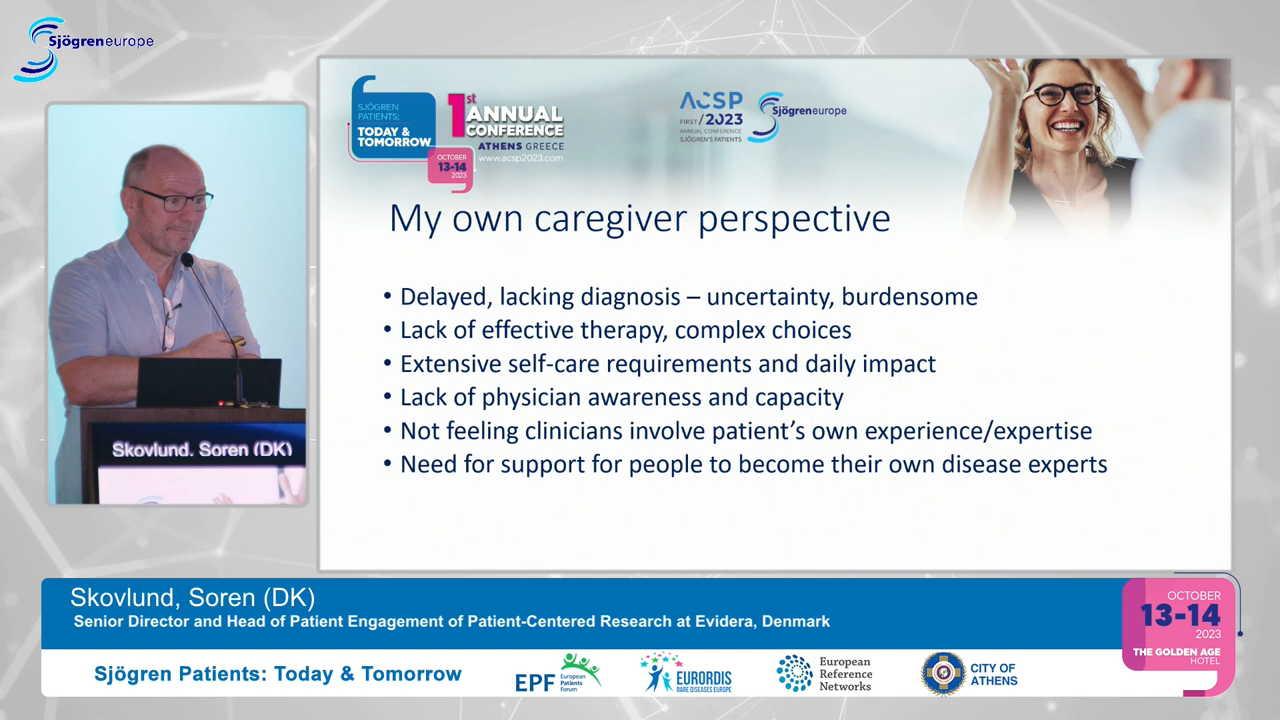 Sjögreneurope
SJÖGREN
PATIENTS;
TODAY &
TOMORROW
1st
ANNUAL
CONFERENCE
ATHENS GREECE
www.acsp2023.com
OCTOBER
13-14
2023
ACSP
FIRST / 2023
ANNUAL CONFERENCE
SJÖGREN'S PATIENTS
Sjögreneurope
My own caregiver perspective
• Delayed, lacking diagnosis – uncertainty, burdensome
• Lack of effective therapy, complex choices
• Extensive self-care requirements and daily impact
• Lack of physician awareness and capacity
• Not feeling clinicians involve patient's own experience/expertise
• Need for support for people to become their own disease experts
Skovlund, Soren (DK)
Skovlund, Soren (DK)
Senior Director and Head of Patient Engagement of Patient-Centered Research at Evidera, Denmark
OCTOBER
13-14
2023
THE GOLDEN AGE
HOTEL
Sjögren Patients: Today & Tomorrow
EPF
European
Patients
Forum
EURORDIS
RARE DISEASES EUROPE
European
Reference
Networks
CITY OF
ATHENS